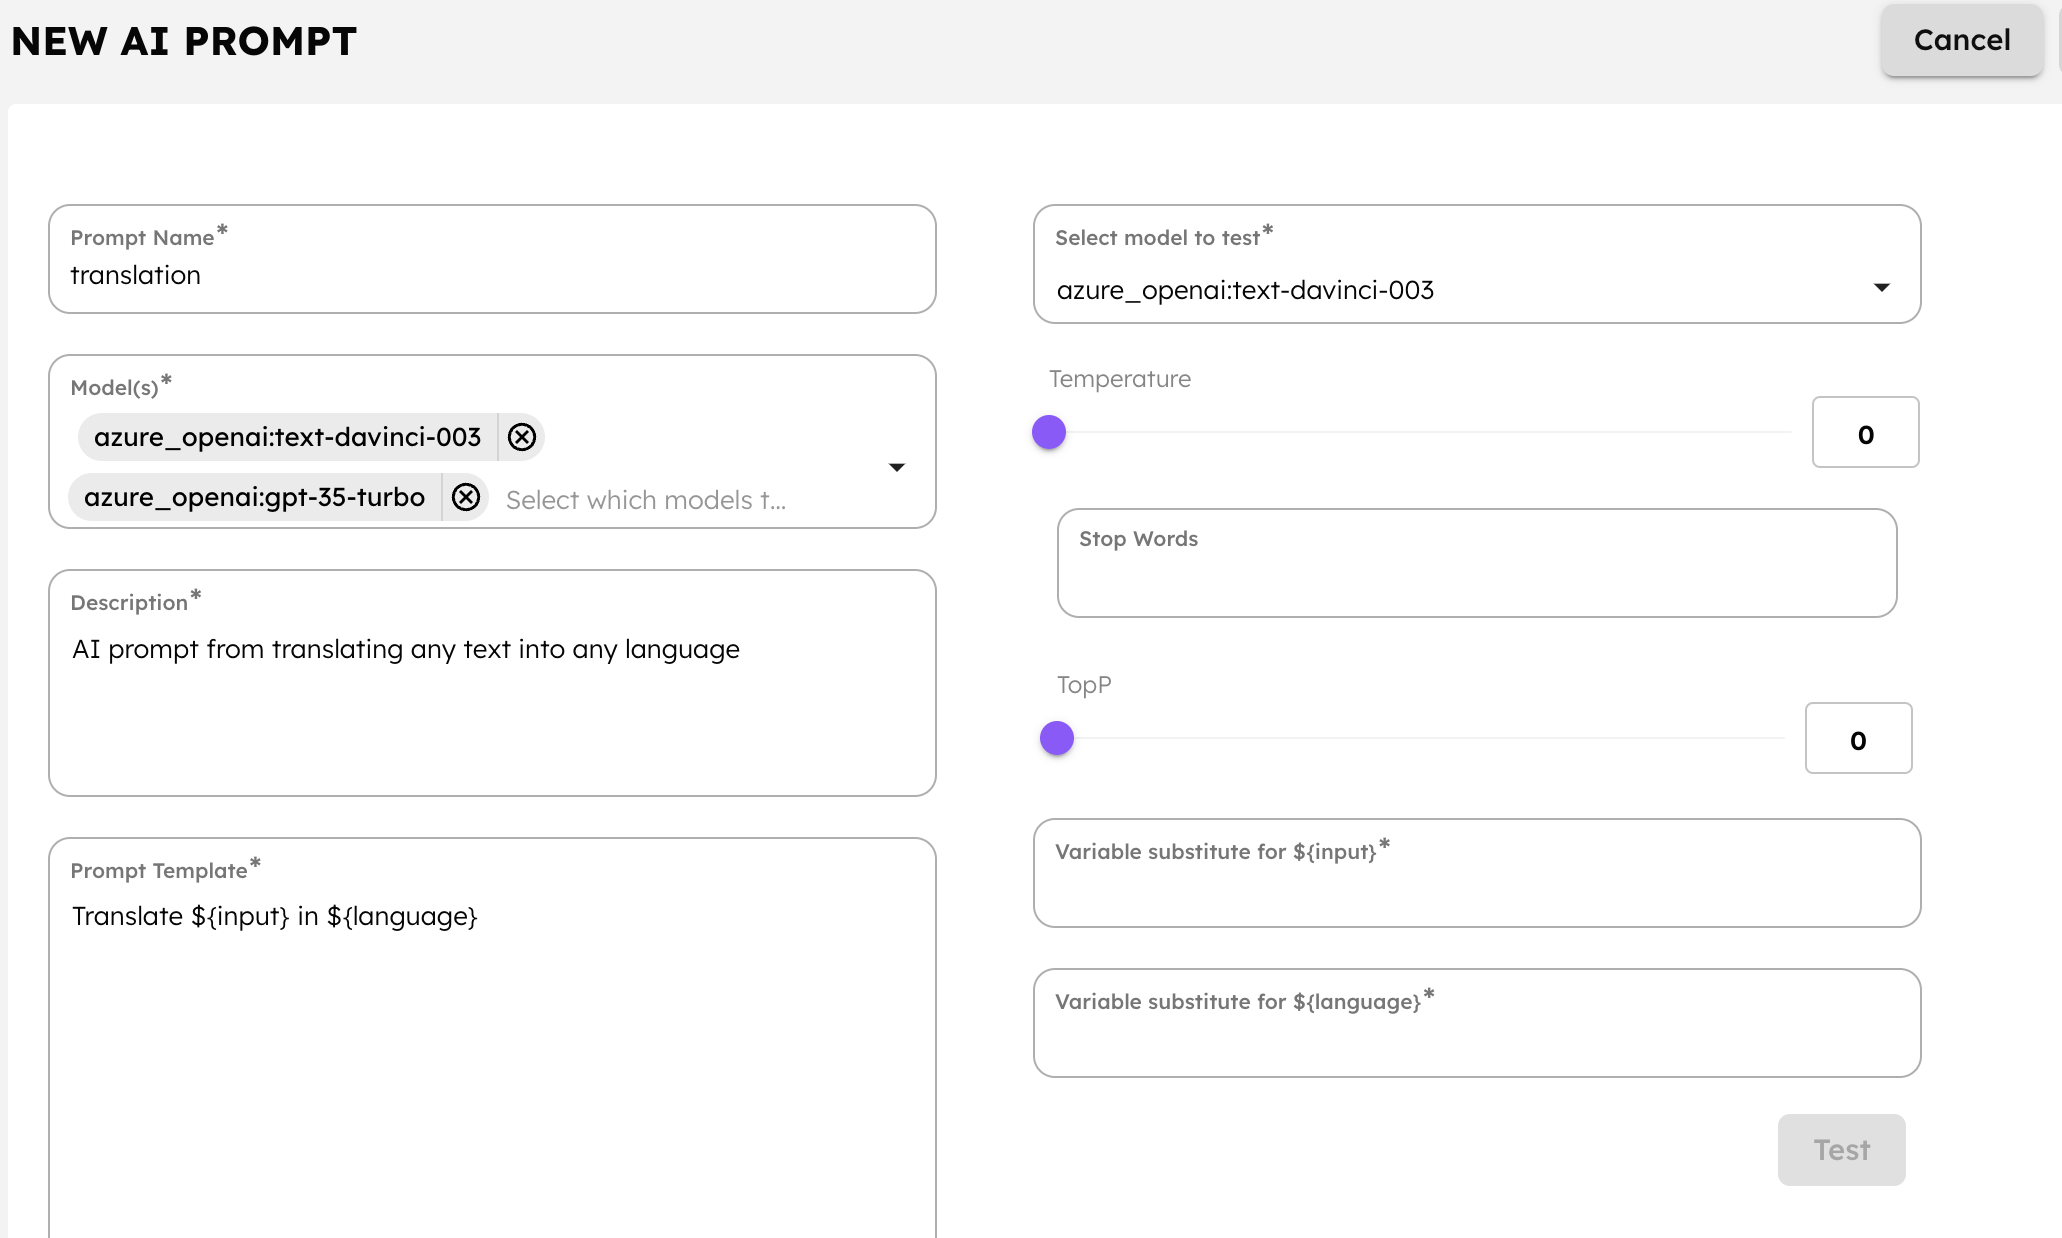 NEW AI PROMPT
Cancel
Prompt Name*
translation
Model(s)*
azure_openai:text-davinci-003
azure_openai:gpt-35-turbo
Select which models t...
Description*
AI prompt from translating any text into any language
Prompt Template*
Translate ${input} in ${language}
Select model to test*
azure_openai:text-davinci-003
Temperature
0
Stop Words
TopP
0
Variable substitute for ${input}*
Variable substitute for ${language}*
Test